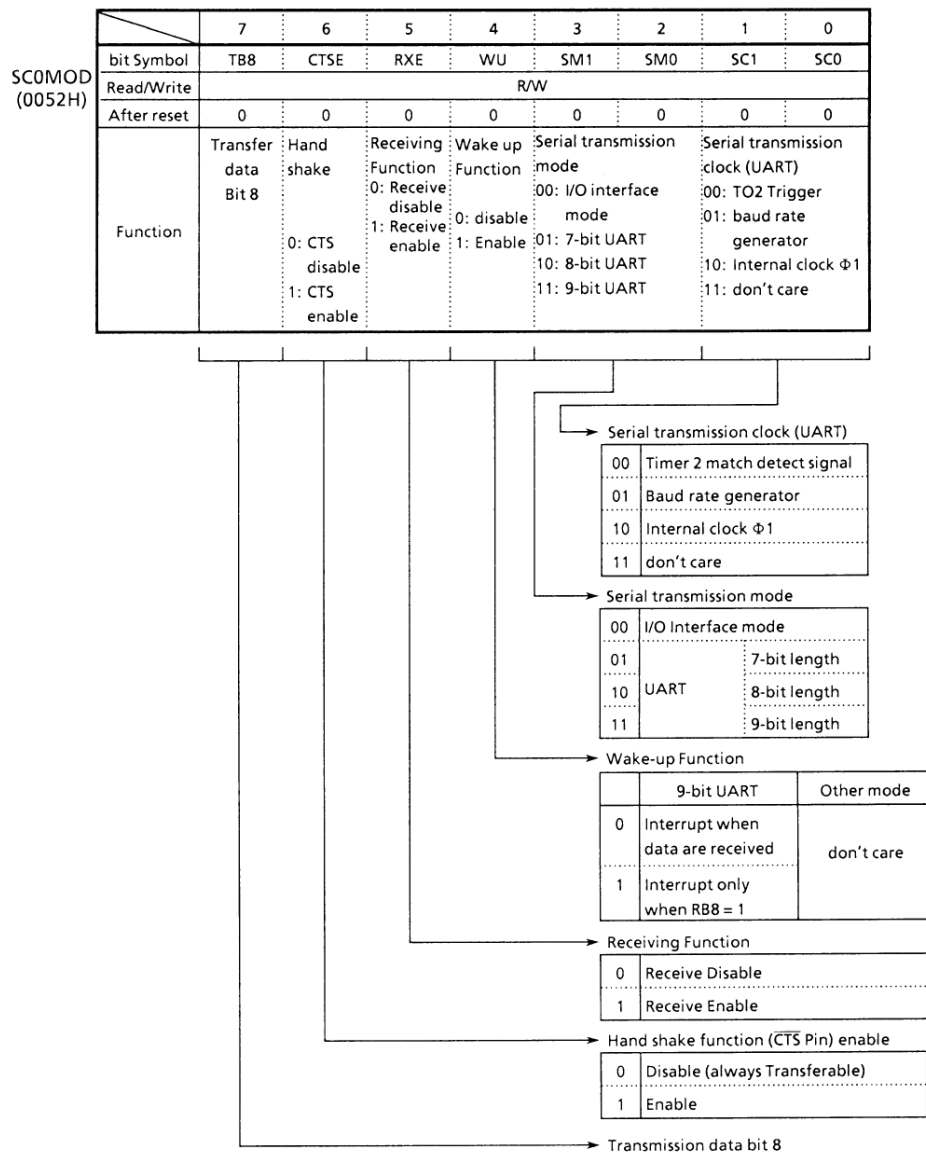 7 6 5 4 3 2 1 0
bit Symbol TB8 CTSE RXE WU SM1 SM0 SC1 SC0
SC0MOD
(0052H)
Read/Write R/W
After reset 0 0 0 0 0 0 0 0
Function
Transfer
data
Bit 8
Hand
shake
0: CTS
disable
1: CTS
enable
Receiving
Function
0: Receive
disable
1: Receive
enable
Wake up
Function
0: disable
1: Enable
Serial transmission
mode
00: I/O interface
mode
01: 7-bit UART
10: 8-bit UART
11: 9-bit UART
Serial transmission
clock (UART)
00: TO2 Trigger
01: baud rate
generator
10: Internal clock Φ1
11: don't care
Serial transmission clock (UART)
00 Timer 2 match detect signal
01 Baud rate generator
10 Internal clock Φ1
11 don't care
Serial transmission mode
00 I/O Interface mode
01 7-bit length
10 UART 8-bit length
11 9-bit length
Wake-up Function
9-bit UART Other mode
0 Interrupt when
data are received
don't care
1 Interrupt only
when RB8 = 1
Receiving Function
0 Receive Disable
1 Receive Enable
Hand shake function (C̅T̅S̅ Pin) enable
0 Disable (always Transferable)
1 Enable
Transmission data bit 8